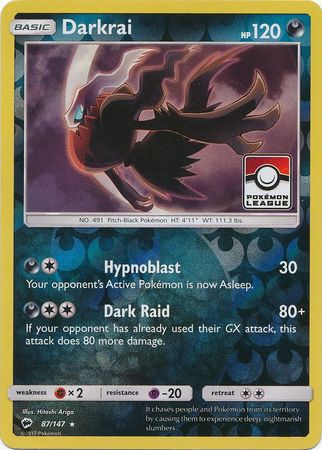 BASIC Darkrai HP 120
POKÉMON
LEAGUE
NO. 491 Pitch-Black Pokémon HT: 4'11" WT: 111.3 lbs.
Hypnoblast 30
Your opponent's Active Pokémon is now Asleep.
Dark Raid 80+
If your opponent has already used their GX attack, this
attack does 80 more damage.
weakness ×2 resistance -20 retreat
Illus. Hitoshi Ariga
87/147 ★
©2017 Pokémon
It chases people and Pokémon from its
territory by causing them to experience deep,
nightmarish slumbers.